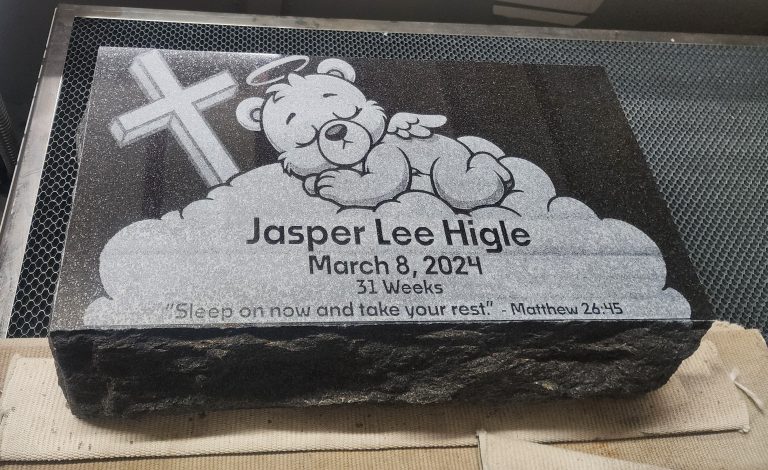 Jasper Lee Higle
March 8, 2024
31 Weeks
"Sleep on now and take your rest." - Matthew 26:45